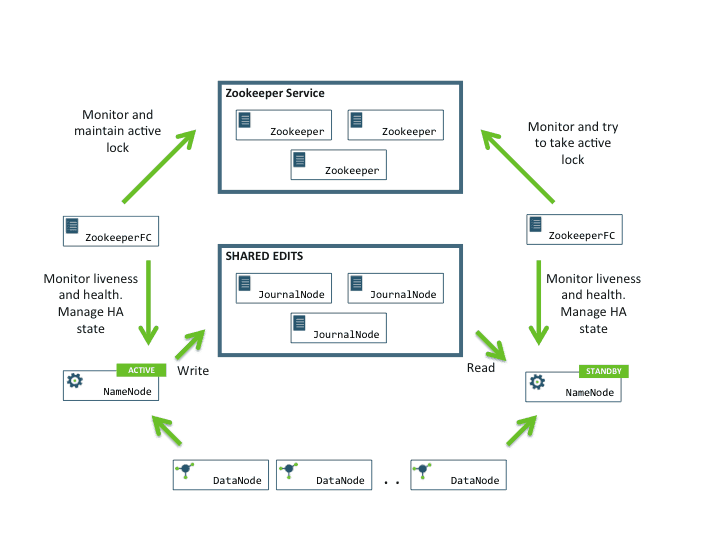 Zookeeper Service
Zookeeper
Zookeeper
Zookeeper
Monitor and
maintain active
lock
Monitor and try
to take active
lock
ZookeeperFC
ZookeeperFC
SHARED EDITS
JournalNode
JournalNode
JournalNode
Monitor liveness
and health.
Manage HA
state
Monitor liveness
and health.
Manage HA
state
Write
Read
ACTIVE
NameNode
STANDBY
NameNode
DataNode
DataNode
. .
DataNode